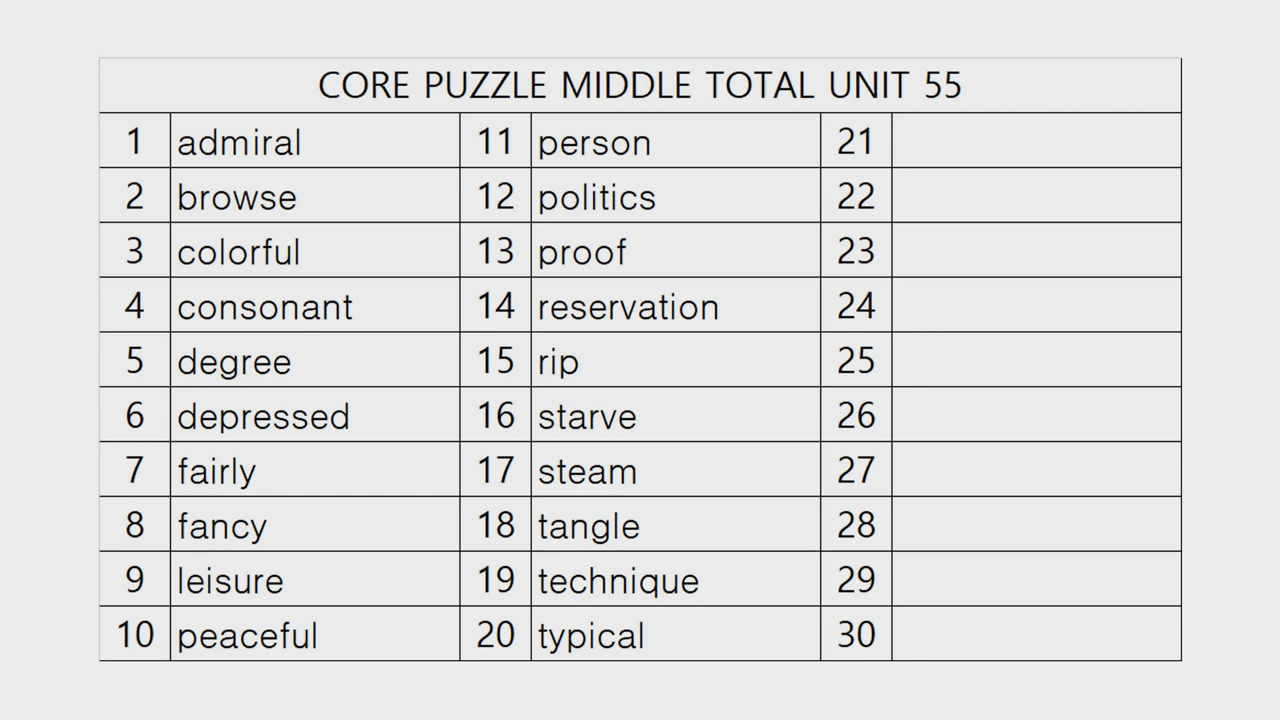 CORE PUZZLE MIDDLE TOTAL UNIT 55
1 admiral 11 person 21
2 browse 12 politics 22
3 colorful 13 proof 23
4 consonant 14 reservation 24
5 degree 15 rip 25
6 depressed 16 starve 26
7 fairly 17 steam 27
8 fancy 18 tangle 28
9 leisure 19 technique 29
10 peaceful 20 typical 30